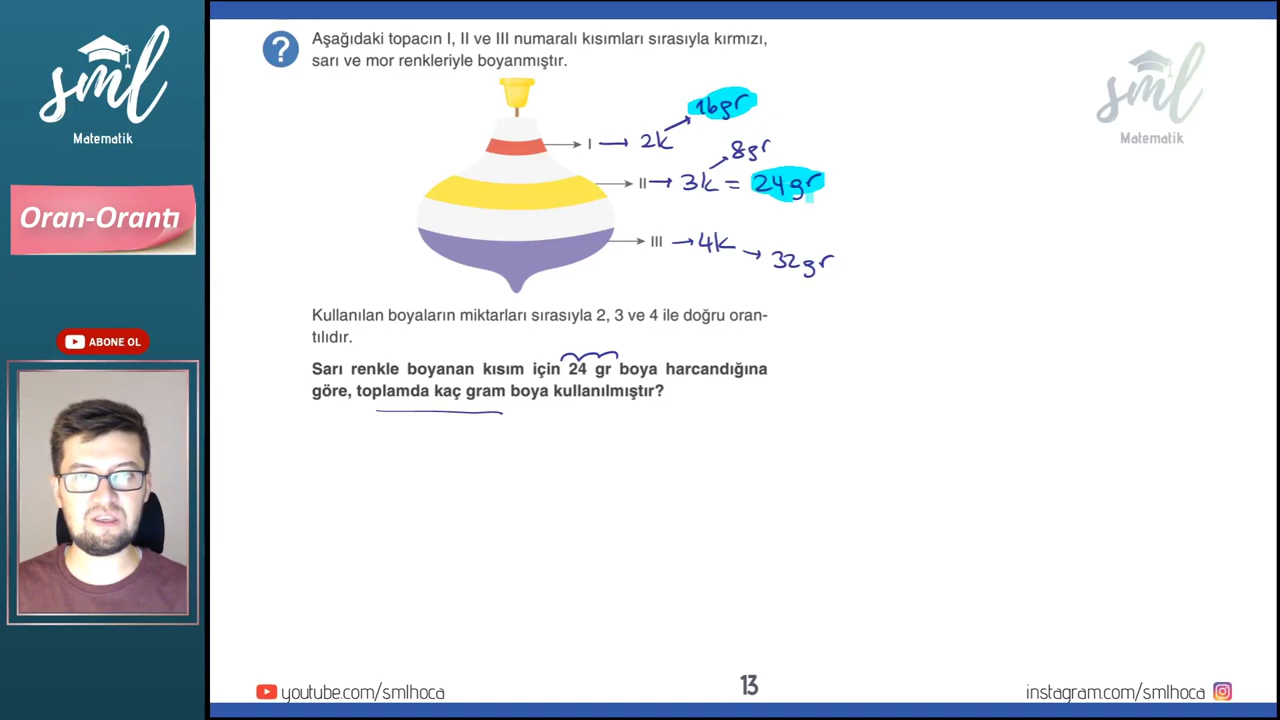 sml
Matematik
Oran-Orantı
ABONE OL
Aşağıdaki topacın I, II ve III numaralı kısımları sırasıyla kırmızı,
sarı ve mor renkleriyle boyanmıştır.
I → 2k → 16gr
II → 3k = 24gr
→ 8gr
III → 4k → 32gr
Kullanılan boyaların miktarları sırasıyla 2, 3 ve 4 ile doğru oran-
tılıdır.
Sarı renkle boyanan kısım için 24 gr boya harcandığına
göre, toplamda kaç gram boya kullanılmıştır?
sml
Matematik
youtube.com/smlhoca
13
instagram.com/smlhoca